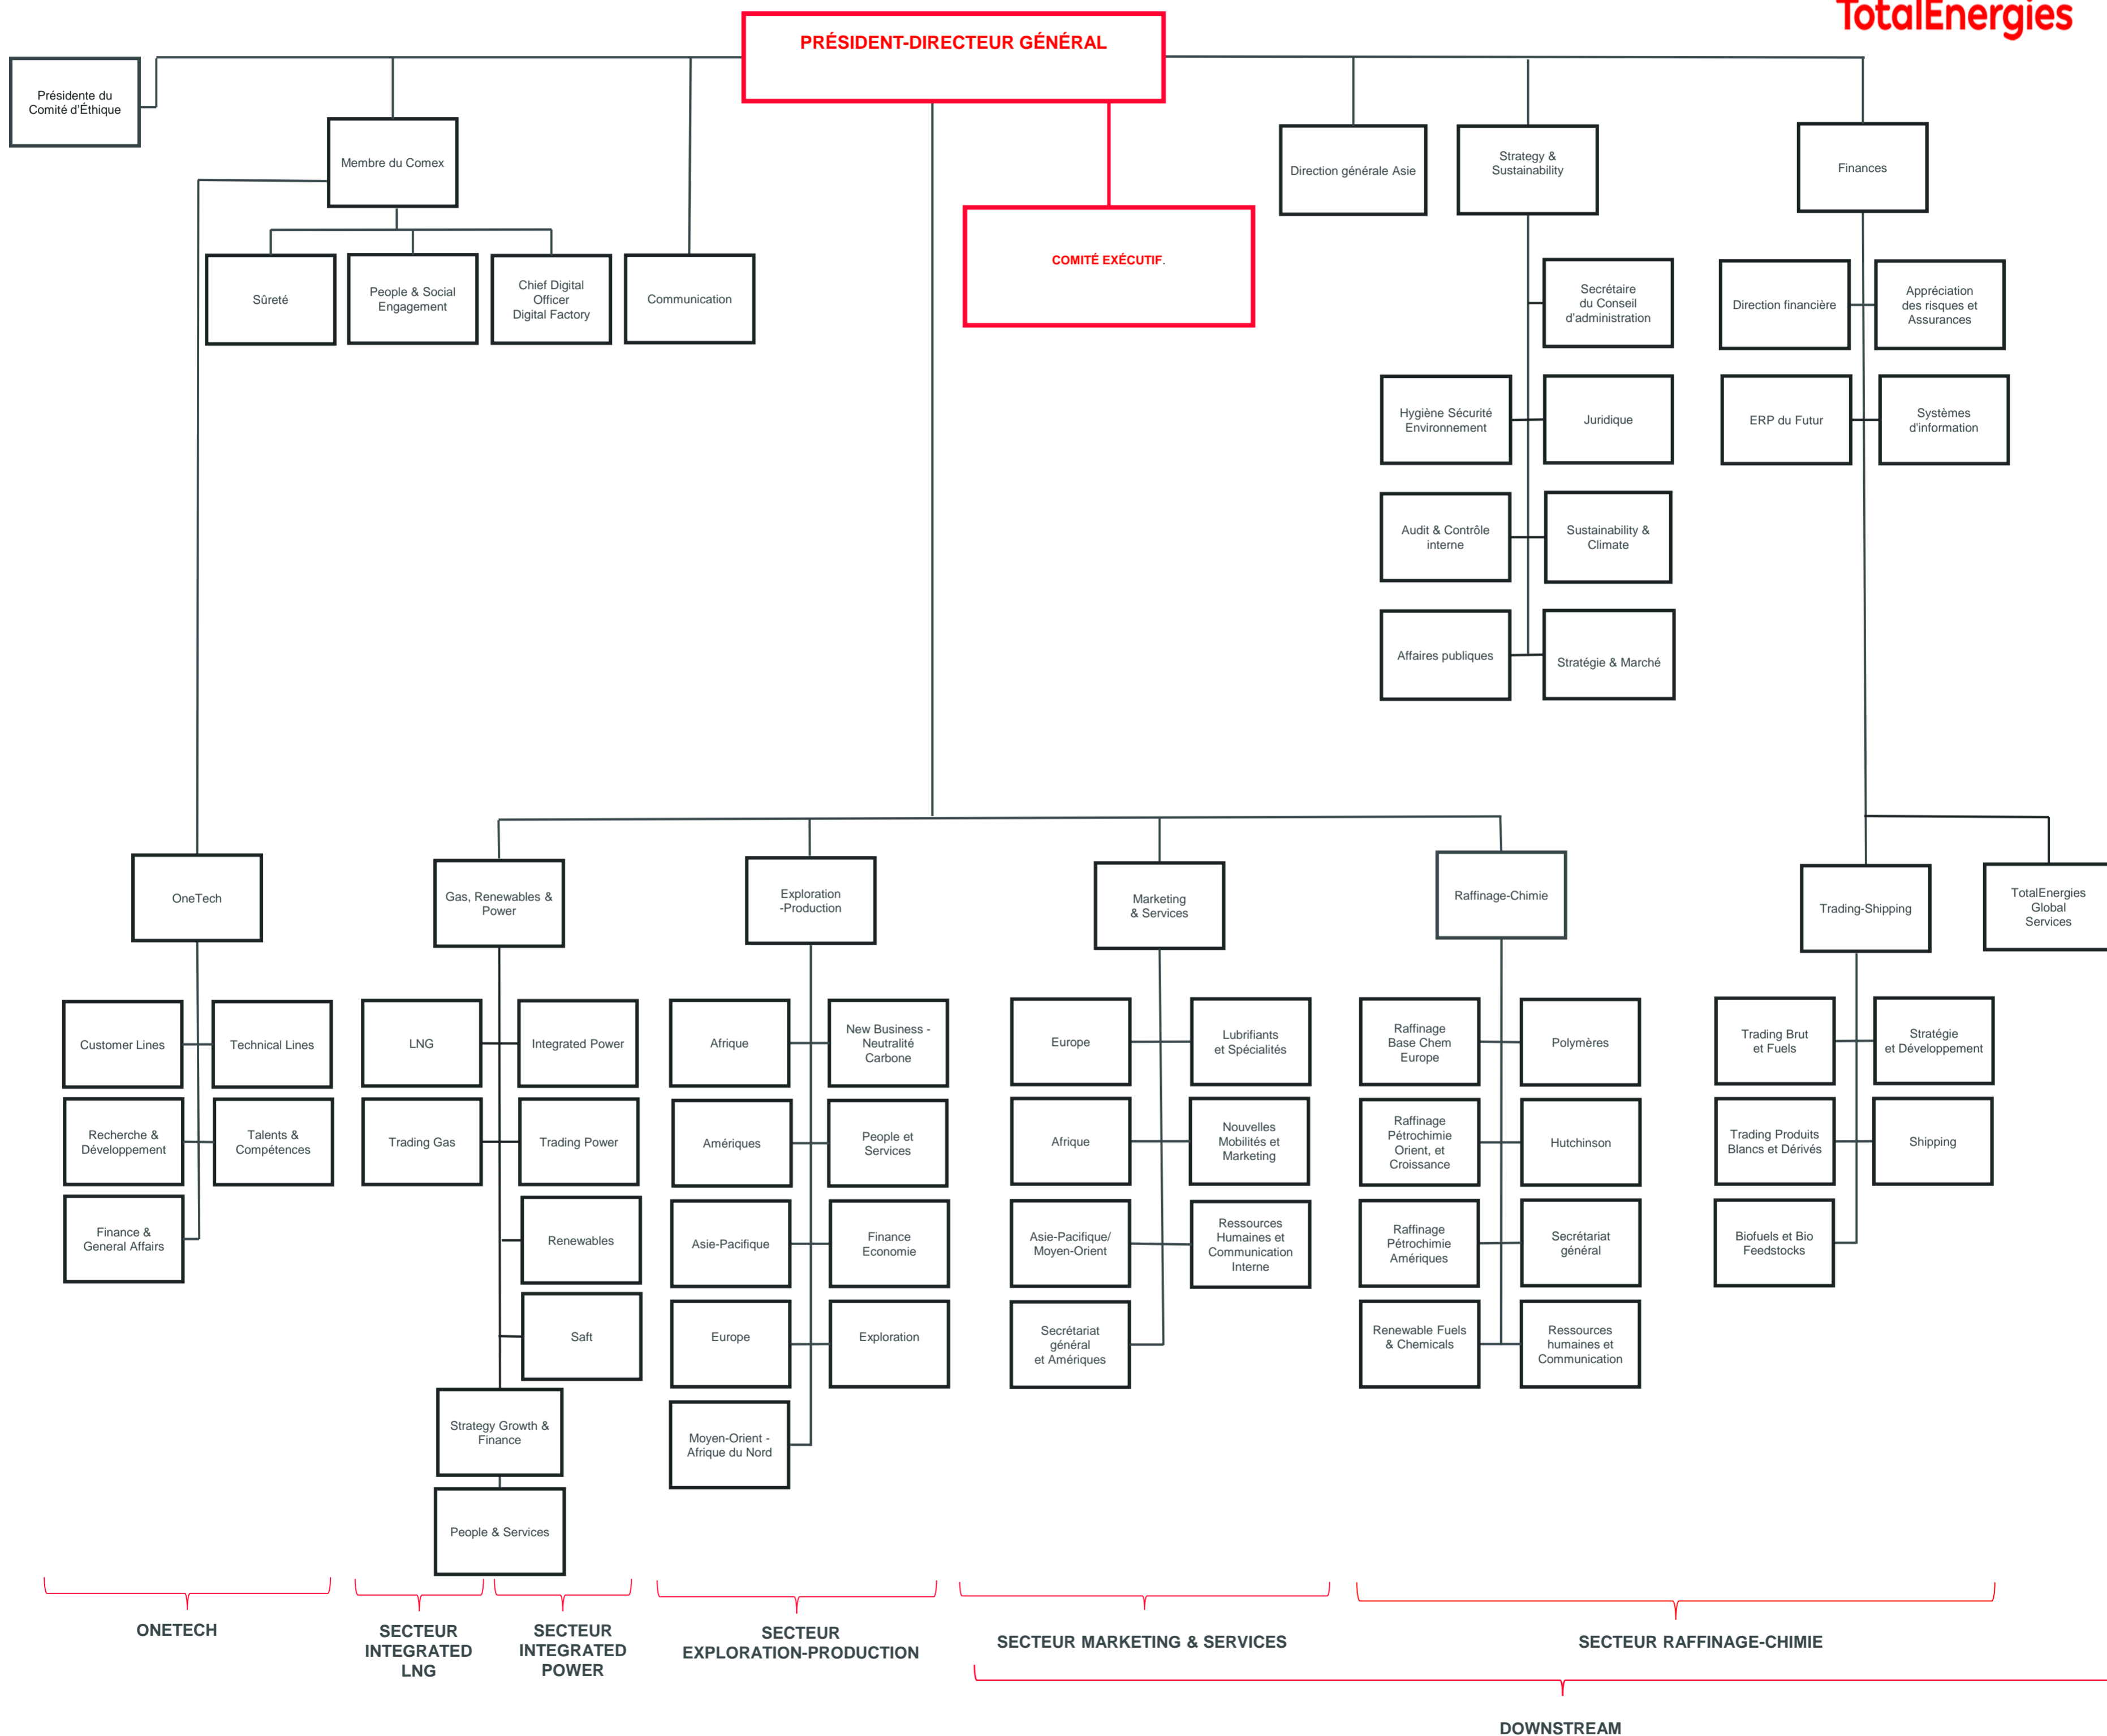 TotalEnergies
PRÉSIDENT-DIRECTEUR GÉNÉRAL
Présidente du
Comité d'Éthique
Membre du Comex
Direction générale Asie
Strategy &
Sustainability
Finances
COMITÉ EXÉCUTIF.
Sûreté
People & Social
Engagement
Chief Digital
Officer
Digital Factory
Communication
Secrétaire
du Conseil
d'administration
Direction financière
Appréciation
des risques et
Assurances
Hygiène Sécurité
Environnement
Juridique
ERP du Futur
Systèmes
d'information
Audit & Contrôle
interne
Sustainability &
Climate
Affaires publiques
Stratégie & Marché
OneTech
Gas, Renewables &
Power
Exploration
-Production
Marketing
& Services
Raffinage-Chimie
Trading-Shipping
TotalEnergies
Global
Services
Customer Lines
Technical Lines
Recherche &
Développement
Talents &
Compétences
Finance &
General Affairs
LNG
Integrated Power
Trading Gas
Trading Power
Renewables
Saft
Strategy Growth &
Finance
People & Services
Afrique
New Business -
Neutralité
Carbone
Amériques
People et
Services
Asie-Pacifique
Finance
Economie
Europe
Exploration
Moyen-Orient -
Afrique du Nord
Europe
Lubrifiants
et Spécialités
Afrique
Nouvelles
Mobilités et
Marketing
Asie-Pacifique/
Moyen-Orient
Ressources
Humaines et
Communication
Interne
Secrétariat
général
et Amériques
Raffinage
Base Chem
Europe
Polymères
Raffinage
Pétrochimie
Orient, et
Croissance
Hutchinson
Raffinage
Pétrochimie
Amériques
Secrétariat
général
Renewable Fuels
& Chemicals
Ressources
humaines et
Communication
Trading Brut
et Fuels
Stratégie
et Développement
Trading Produits
Blancs et Dérivés
Shipping
Biofuels et Bio
Feedstocks
ONETECH
SECTEUR
INTEGRATED
LNG
SECTEUR
INTEGRATED
POWER
SECTEUR
EXPLORATION-PRODUCTION
SECTEUR MARKETING & SERVICES
SECTEUR RAFFINAGE-CHIMIE
DOWNSTREAM